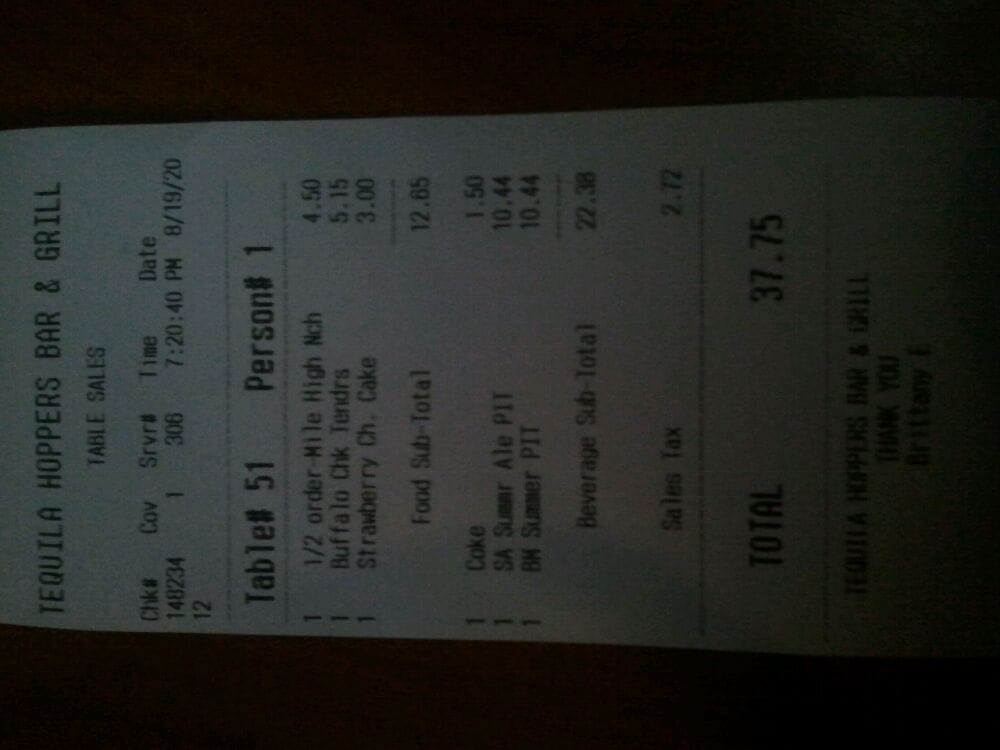 TEQUILA HOPPERS BAR & GRILL
TABLE SALES
Chk# Cov Srvr# Time Date
148234 1 306 7:20:40 PM 8/19/20
12
Table# 51 Person# 1
1 1/2 order-Mile High Nch 4.50
1 Buffalo Chk Tendrs 5.15
1 Strawberry Ch. Cake 3.00
Food Sub-Total 12.65
1 Coke 1.50
1 SA Summr Ale PIT 10.44
1 BM Summer PIT 10.44
Beverage Sub-Total 22.38
Sales Tax 2.72
TOTAL 37.75
TEQUILA HOPPERS BAR & GRILL
THANK YOU
Brittany F